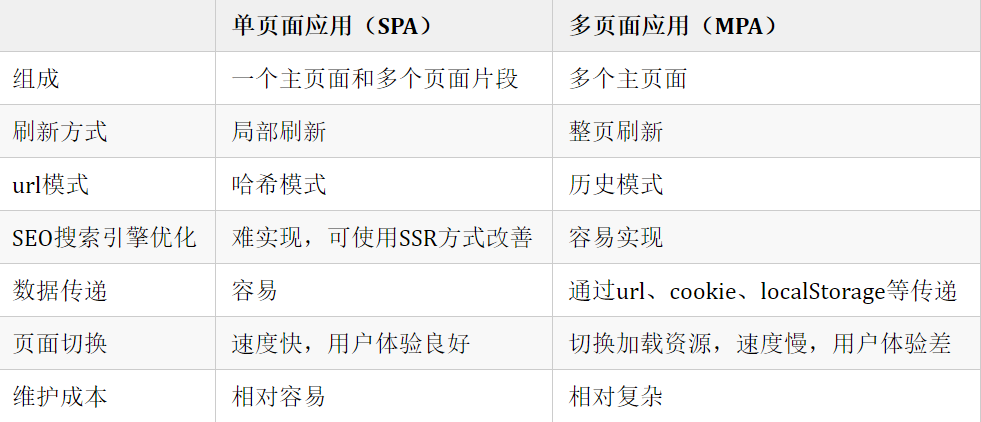 单页面应用（SPA） 多页面应用（MPA）
组成 一个主页面和多个页面片段 多个主页面
刷新方式 局部刷新 整页刷新
url模式 哈希模式 历史模式
SEO搜索引擎优化 难实现，可使用SSR方式改善 容易实现
数据传递 容易 通过url、cookie、localStorage等传递
页面切换 速度快，用户体验良好 切换加载资源，速度慢，用户体验差
维护成本 相对容易 相对复杂